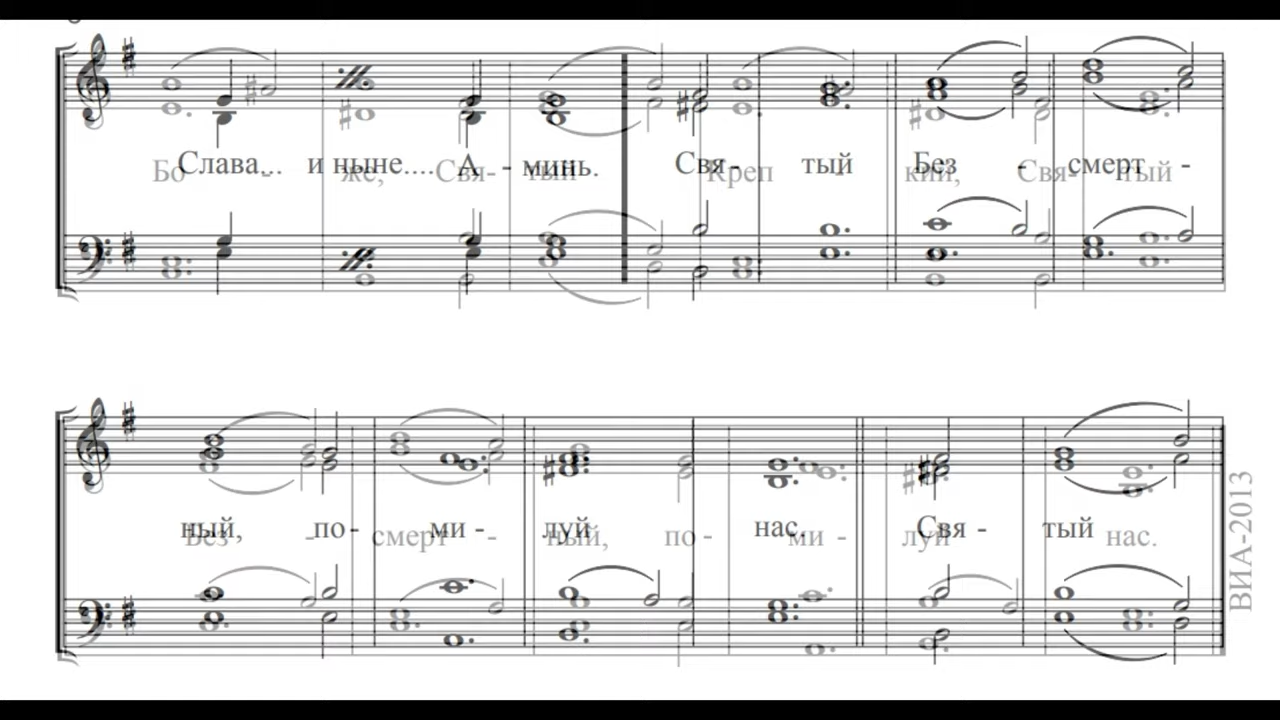 Слава... и ныне.... А - минь. Свя - тый Без - смерт -
Бо - же, Свя- тый Креп - кий, Свя- тый
ный, по - ми - луй нас. Свя - тый
Без - смерт - ный, по - ми - луй нас.
ВИА-2013